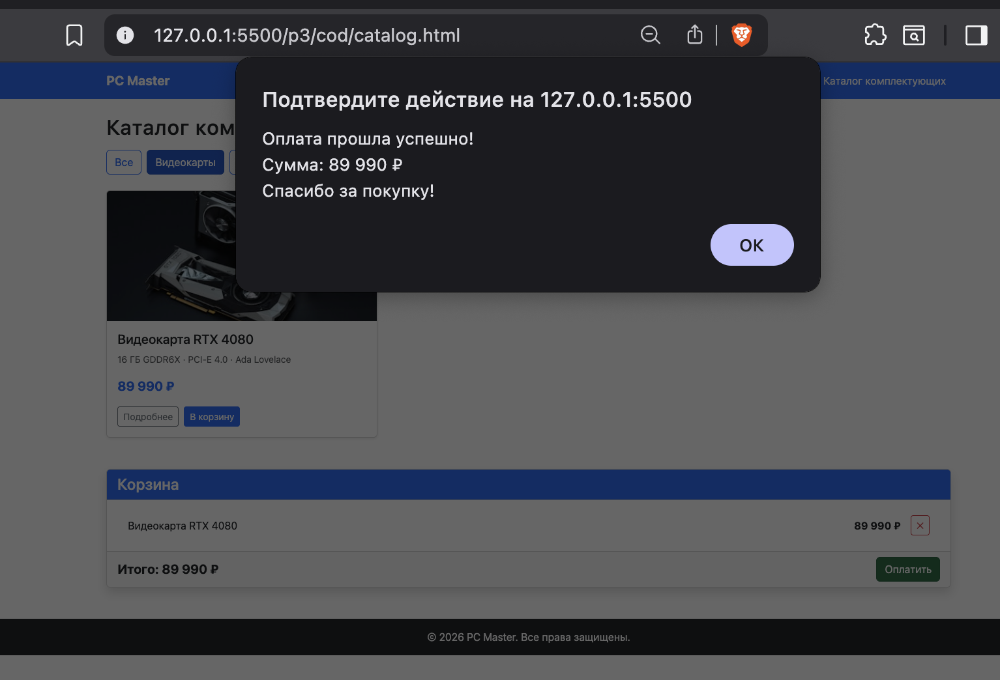 127.0.0.1:5500/p3/cod/catalog.html
PC Master
Каталог комплектующих
Подтвердите действие на 127.0.0.1:5500
Оплата прошла успешно!
Сумма: 89 990 ₽
Спасибо за покупку!
OK
Каталог ком
Все
Видеокарты
Видеокарта RTX 4080
16 ГБ GDDR6X · PCI-E 4.0 · Ada Lovelace
89 990 ₽
Подробнее
В корзину
Корзина
Видеокарта RTX 4080
89 990 ₽
Итого: 89 990 ₽
Оплатить
© 2026 PC Master. Все права защищены.